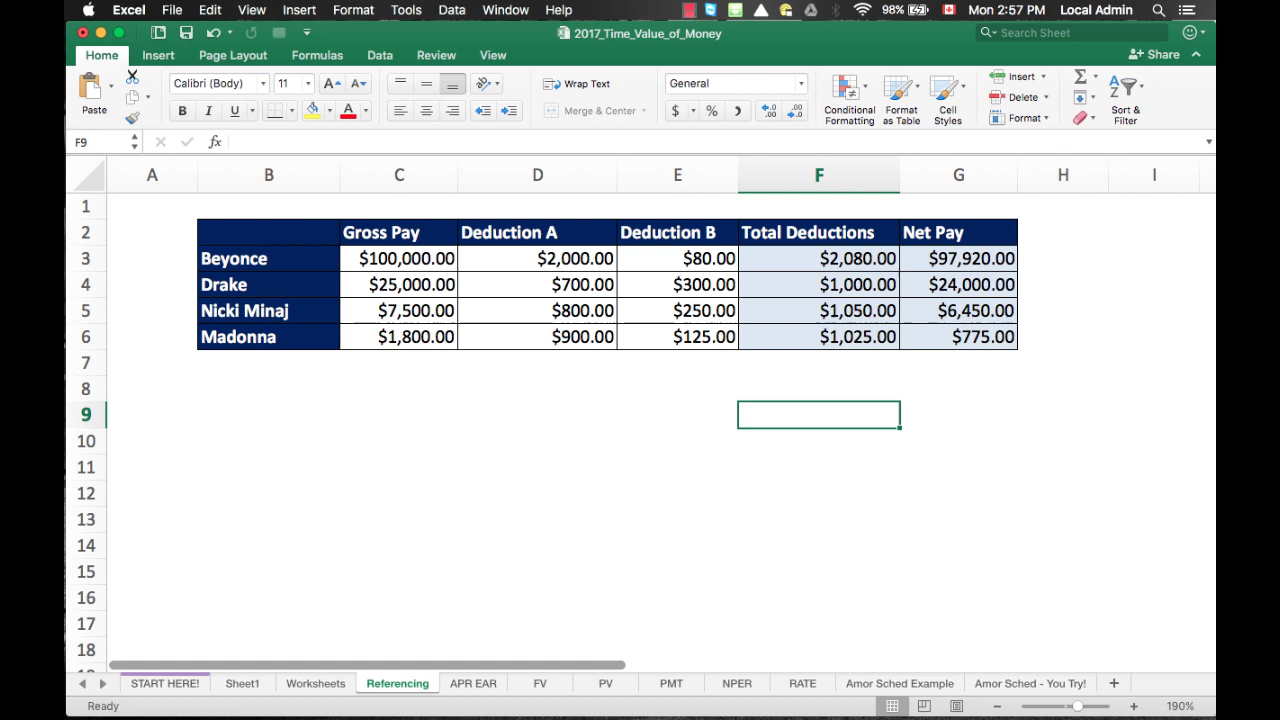 Excel File Edit View Insert Format Tools Data Window Help 98% Mon 2:57 PM Local Admin
2017_Time_Value_of_Money Search Sheet
Home Insert Page Layout Formulas Data Review View Share
Paste Calibri (Body) 11 A A Wrap Text General Insert
B I U A Merge & Center $ % Conditional Formatting Format as Table Cell Styles Delete Format Sort & Filter
F9 fx
A B C D E F G H I
1
2 Gross Pay Deduction A Deduction B Total Deductions Net Pay
3 Beyonce $100,000.00 $2,000.00 $80.00 $2,080.00 $97,920.00
4 Drake $25,000.00 $700.00 $300.00 $1,000.00 $24,000.00
5 Nicki Minaj $7,500.00 $800.00 $250.00 $1,050.00 $6,450.00
6 Madonna $1,800.00 $900.00 $125.00 $1,025.00 $775.00
7
8
9
10
11
12
13
14
15
16
17
18
START HERE! Sheet1 Worksheets Referencing APR EAR FV PV PMT NPER RATE Amor Sched Example Amor Sched - You Try! +
Ready 190%